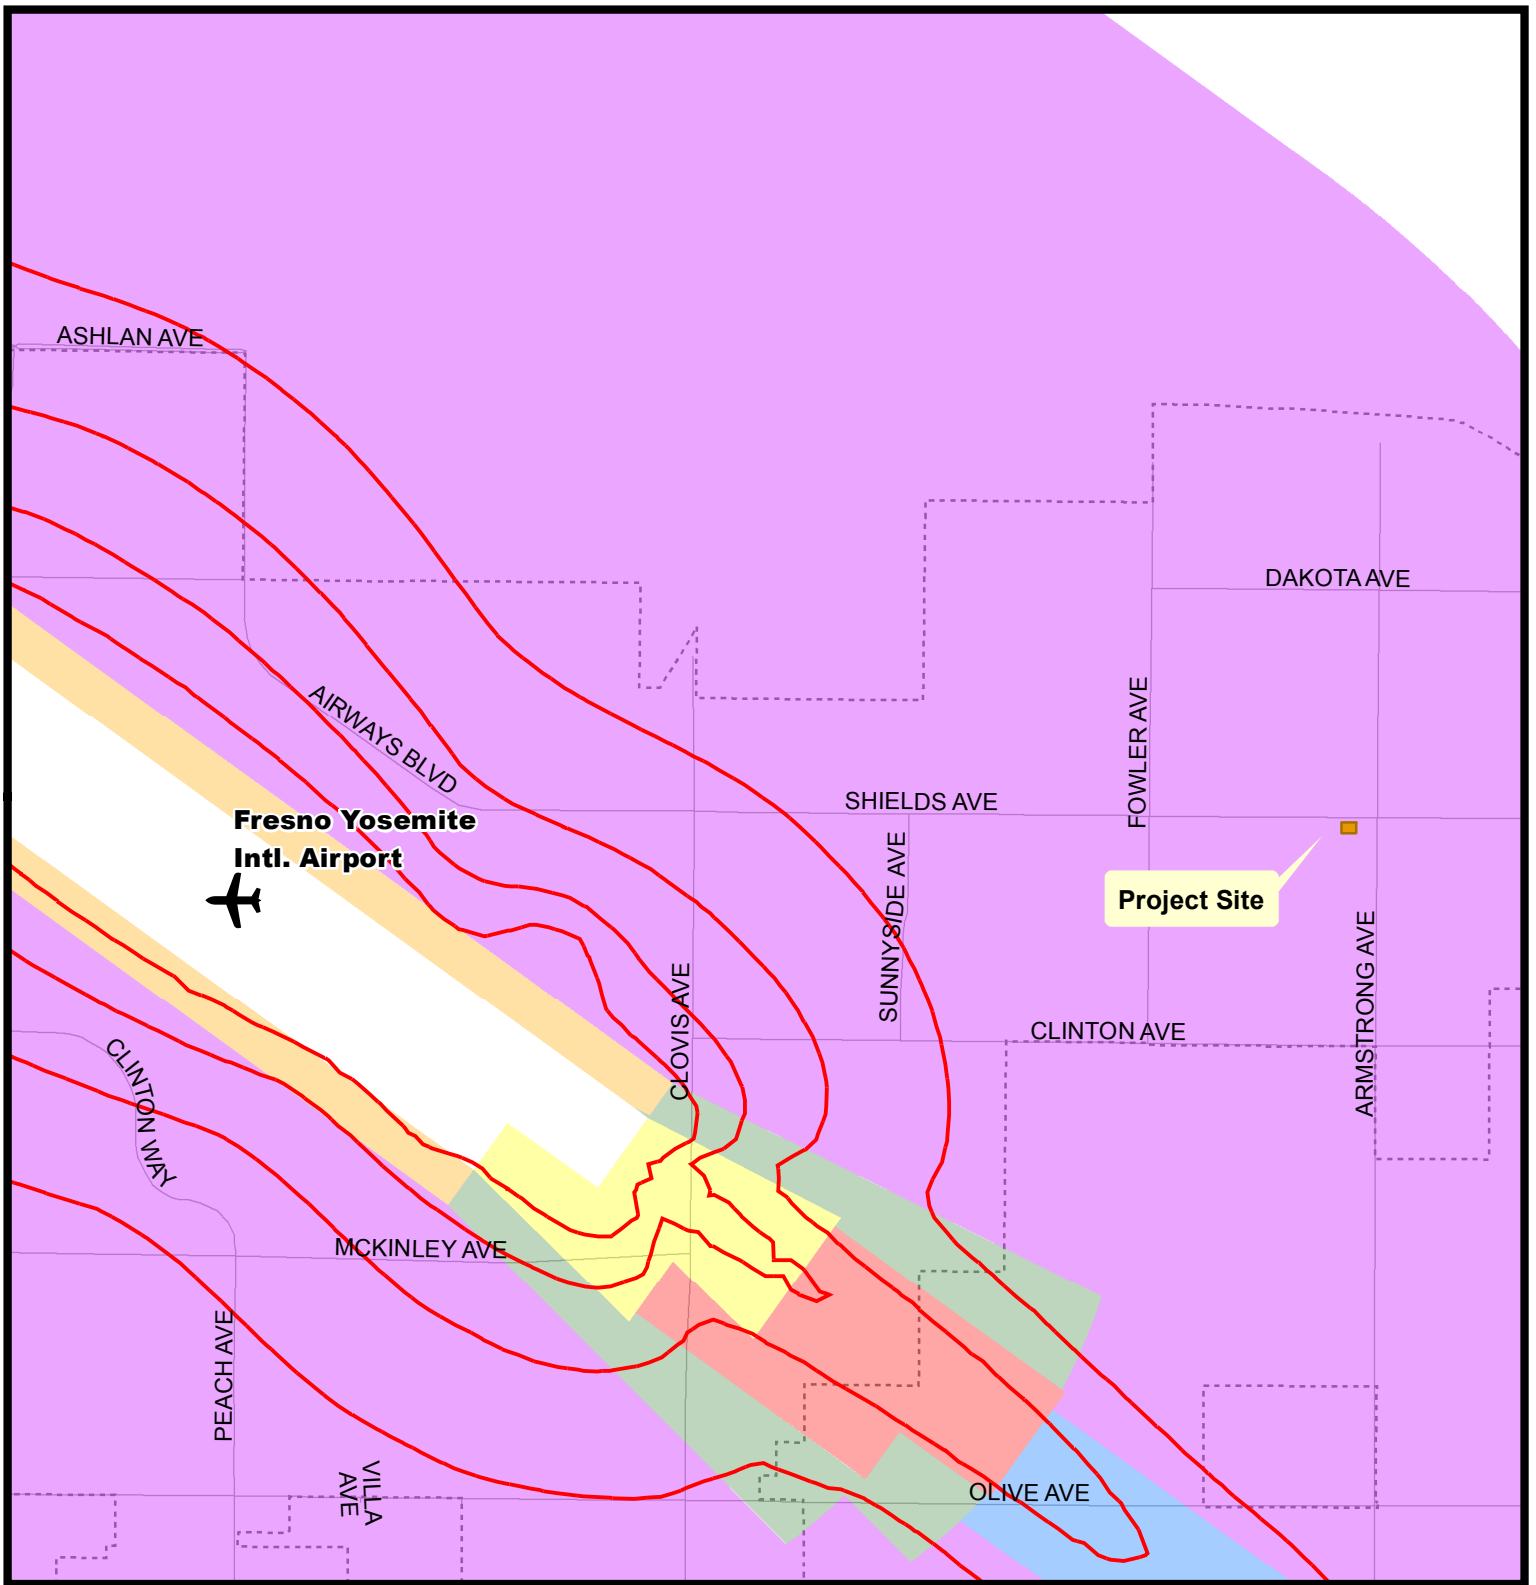 ASHLAN AVE
DAKOTA AVE
AIRWAYS BLVD
FOWLER AVE
SHIELDS AVE
Fresno Yosemite
Intl. Airport
SUNNYSIDE AVE
Project Site
CLOVIS AVE
ARMSTRONG AVE
CLINTON AVE
CLINTON WAY
MCKINLEY AVE
PEACH AVE
VILLA
AVE
OLIVE AVE